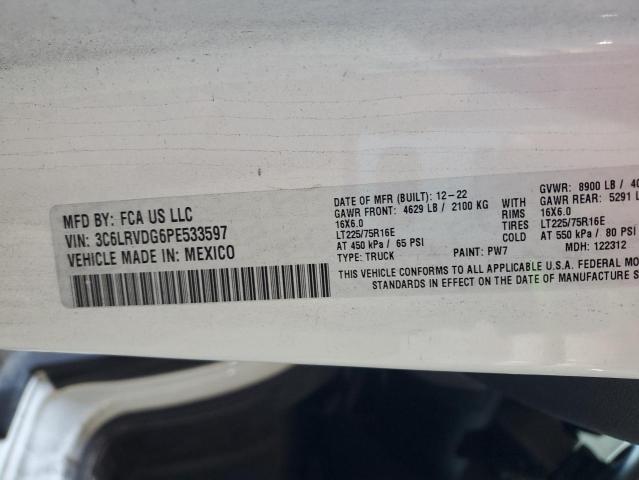 MFD BY: FCA US LLC
VIN: 3C6LRVDG6PE533597
VEHICLE MADE IN: MEXICO
DATE OF MFR (BUILT): 12-22 GVWR: 8900 LB / 40
GAWR FRONT: 4629 LB / 2100 KG WITH GAWR REAR: 5291 L
16X6.0 RIMS 16X6.0
LT225/75R16E TIRES LT225/75R16E
AT 450 kPa / 65 PSI COLD AT 550 kPa / 80 PSI
TYPE: TRUCK PAINT: PW7 MDH: 122312
THIS VEHICLE CONFORMS TO ALL APPLICABLE U.S.A. FEDERAL MO
STANDARDS IN EFFECT ON THE DATE OF MANUFACTURE S